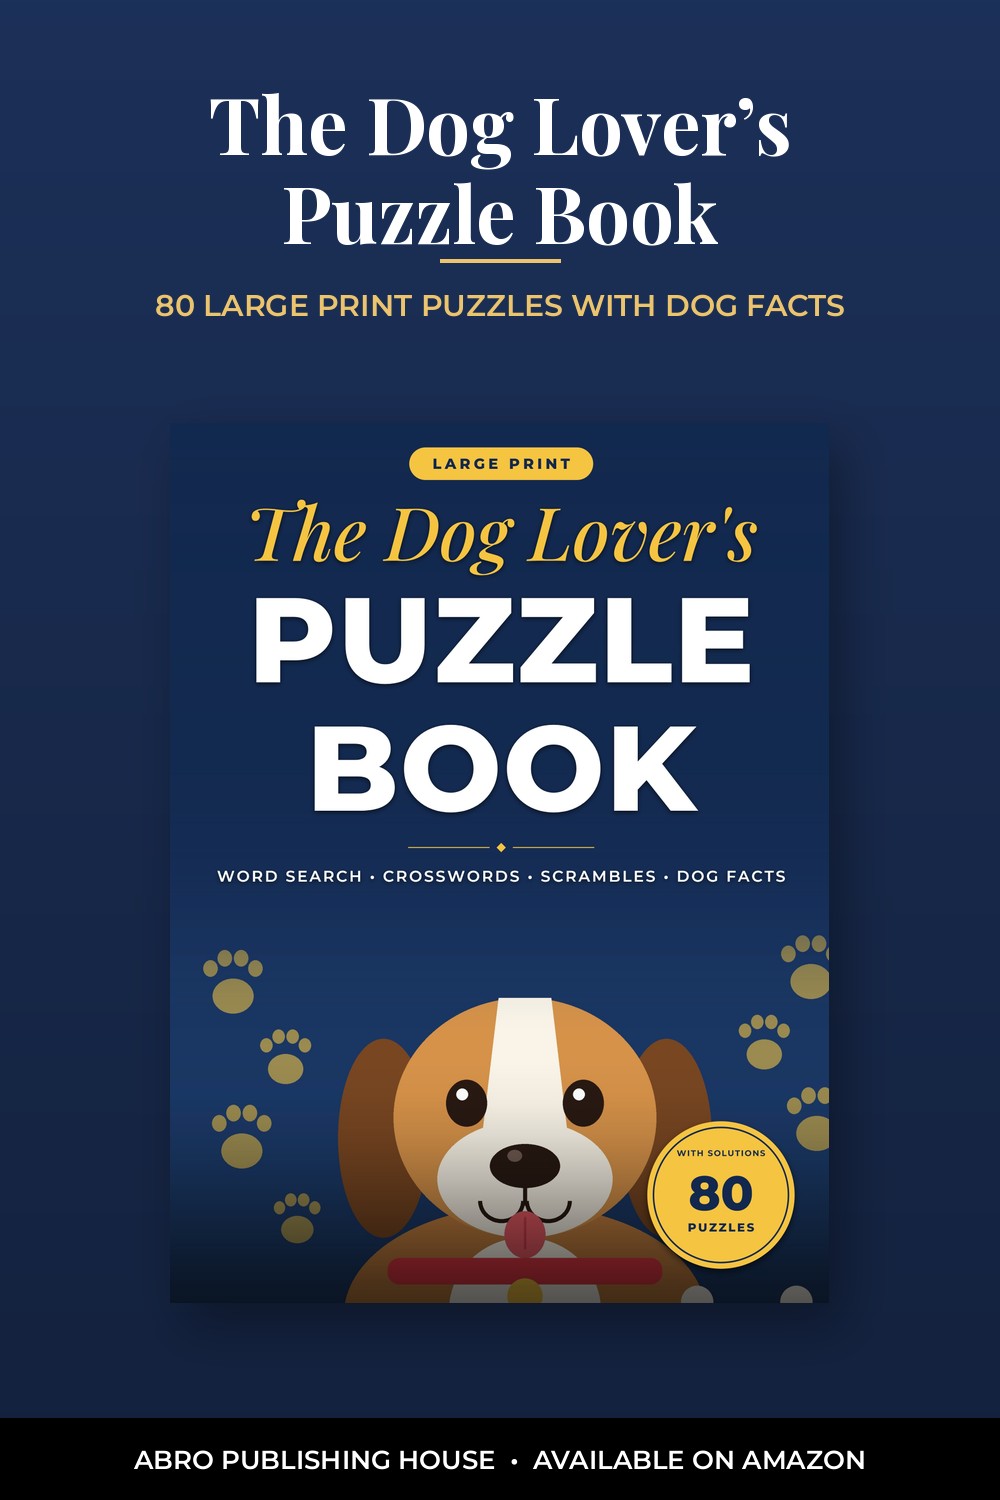 The Dog Lover’s
Puzzle Book
80 LARGE PRINT PUZZLES WITH DOG FACTS
LARGE PRINT
The Dog Lover's
PUZZLE
BOOK
WORD SEARCH • CROSSWORDS • SCRAMBLES • DOG FACTS
WITH SOLUTIONS
80
PUZZLES
ABRO PUBLISHING HOUSE • AVAILABLE ON AMAZON